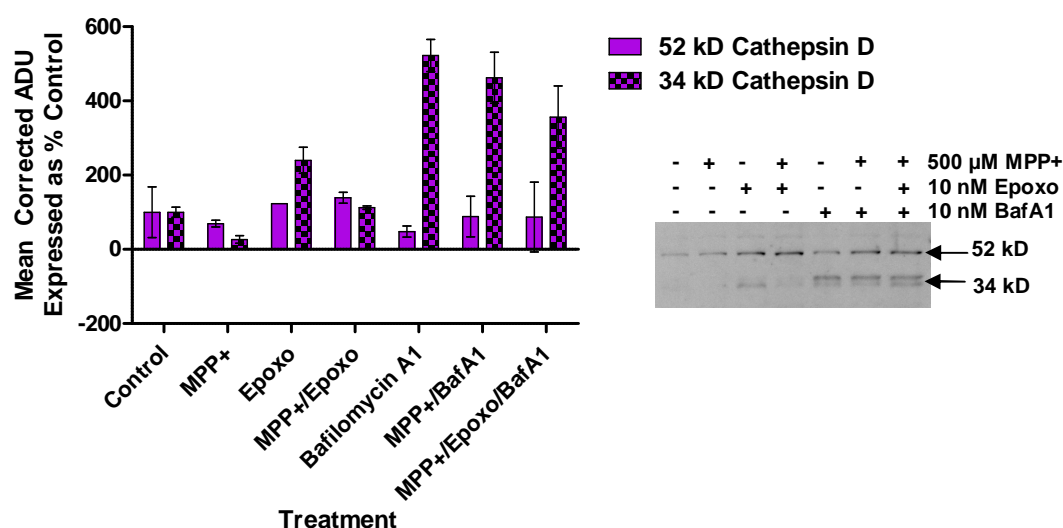 Mean Corrected ADU
Expressed as % Control
600
400
200
0
-200
Control
MPP+
Epoxo
MPP+/Epoxo
Bafilomycin A1
MPP+/BafA1
MPP+/Epoxo/BafA1
Treatment
52 kD Cathepsin D
34 kD Cathepsin D
- + - + - + + 500 µM MPP+
- - + + - - + 10 nM Epoxo
- - - - + + + 10 nM BafA1
52 kD
34 kD